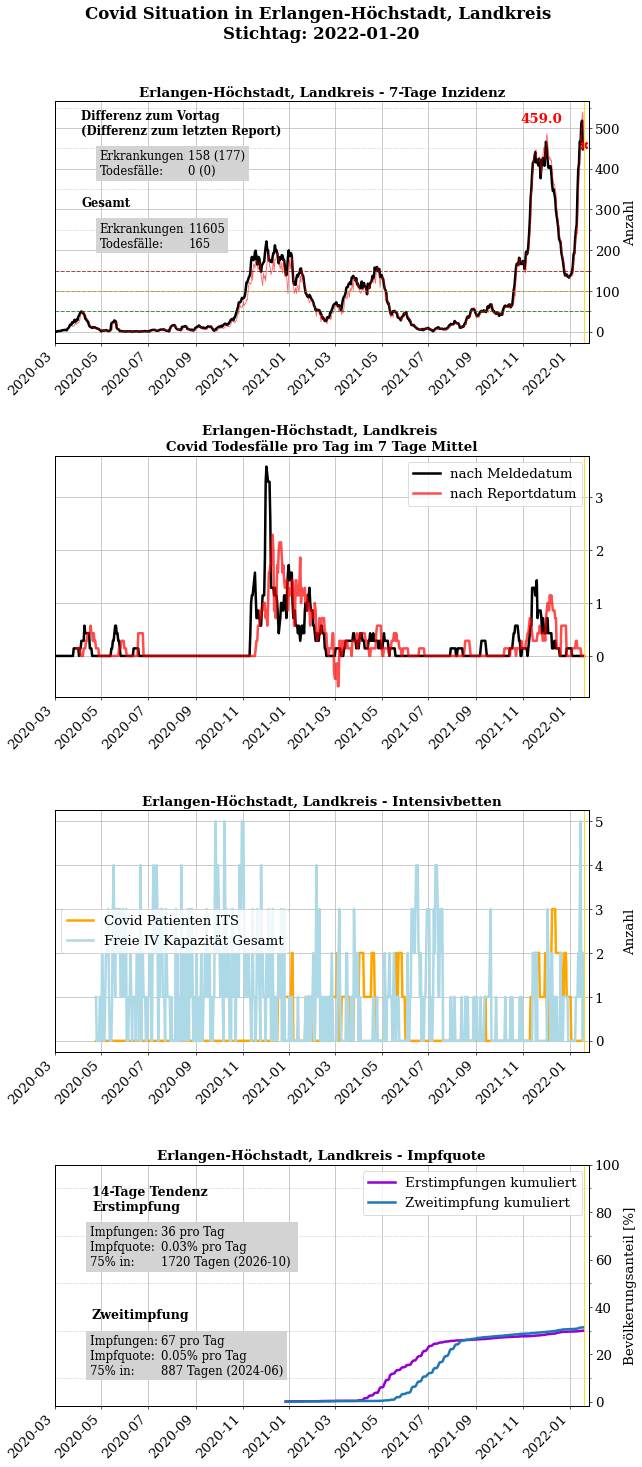 Covid Situation in Erlangen-Höchstadt, Landkreis
Stichtag: 2022-01-20
Erlangen-Höchstadt, Landkreis - 7-Tage Inzidenz
Differenz zum Vortag
(Differenz zum letzten Report)
Erkrankungen 158 (177)
Todesfälle: 0 (0)
Gesamt
Erkrankungen 11605
Todesfälle: 165
459.0
500
400
300
200
100
0
Anzahl
2020-03
2020-05
2020-07
2020-09
2020-11
2021-01
2021-03
2021-05
2021-07
2021-09
2021-11
2022-01
Erlangen-Höchstadt, Landkreis
Covid Todesfälle pro Tag im 7 Tage Mittel
nach Meldedatum
nach Reportdatum
3
2
1
0
2020-03
2020-05
2020-07
2020-09
2020-11
2021-01
2021-03
2021-05
2021-07
2021-09
2021-11
2022-01
Erlangen-Höchstadt, Landkreis - Intensivbetten
Covid Patienten ITS
Freie IV Kapazität Gesamt
5
4
3
2
1
0
Anzahl
2020-03
2020-05
2020-07
2020-09
2020-11
2021-01
2021-03
2021-05
2021-07
2021-09
2021-11
2022-01
Erlangen-Höchstadt, Landkreis - Impfquote
14-Tage Tendenz
Erstimpfung
Impfungen: 36 pro Tag
Impfquote: 0.03% pro Tag
75% in: 1720 Tagen (2026-10)
Zweitimpfung
Impfungen: 67 pro Tag
Impfquote: 0.05% pro Tag
75% in: 887 Tagen (2024-06)
Erstimpfungen kumuliert
Zweitimpfung kumuliert
100
80
60
40
20
0
Bevölkerungsanteil [%]
2020-03
2020-05
2020-07
2020-09
2020-11
2021-01
2021-03
2021-05
2021-07
2021-09
2021-11
2022-01